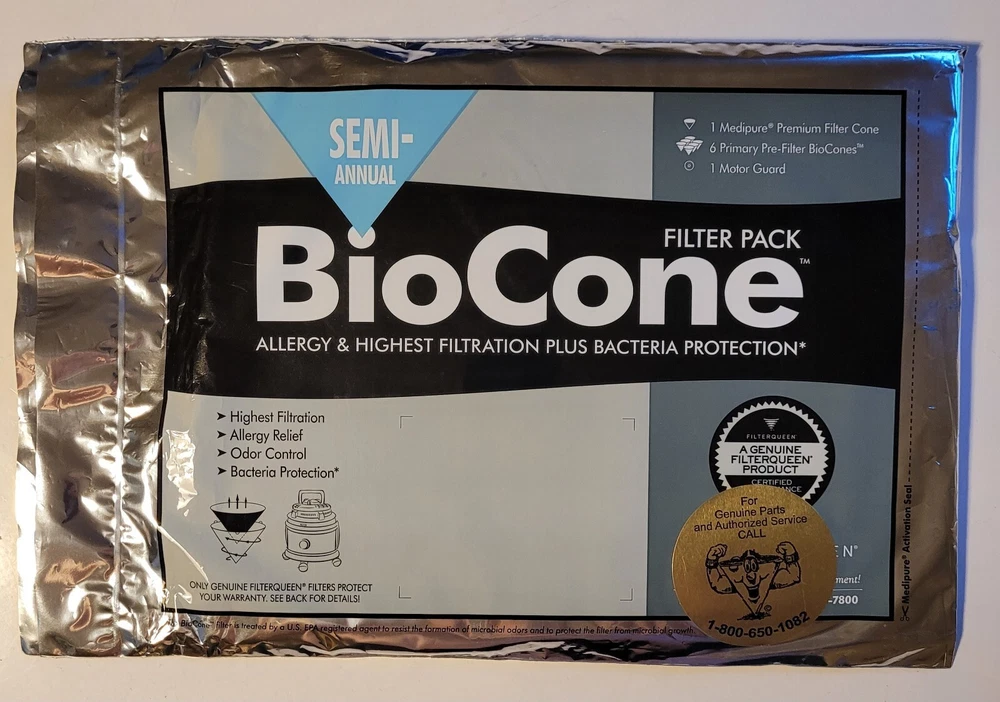 SEMI-
ANNUAL
1 Medipure® Premium Filter Cone
6 Primary Pre-Filter BioCones™
1 Motor Guard
FILTER PACK
BioCone™
ALLERGY & HIGHEST FILTRATION PLUS BACTERIA PROTECTION*
➤ Highest Filtration
➤ Allergy Relief
➤ Odor Control
➤ Bacteria Protection*
ONLY GENUINE FILTERQUEEN® FILTERS PROTECT
YOUR WARRANTY. SEE BACK FOR DETAILS!
FILTERQUEEN
A GENUINE
FILTERQUEEN®
PRODUCT
CERTIFIED
For
Genuine Parts
and Authorized Service
CALL
1-800-650-1082
-7800
Medipure® Activation Seal
BioCone® filter is treated by a U.S. EPA registered agent to resist the formation of microbial odors and to protect the filter from microbial growth.